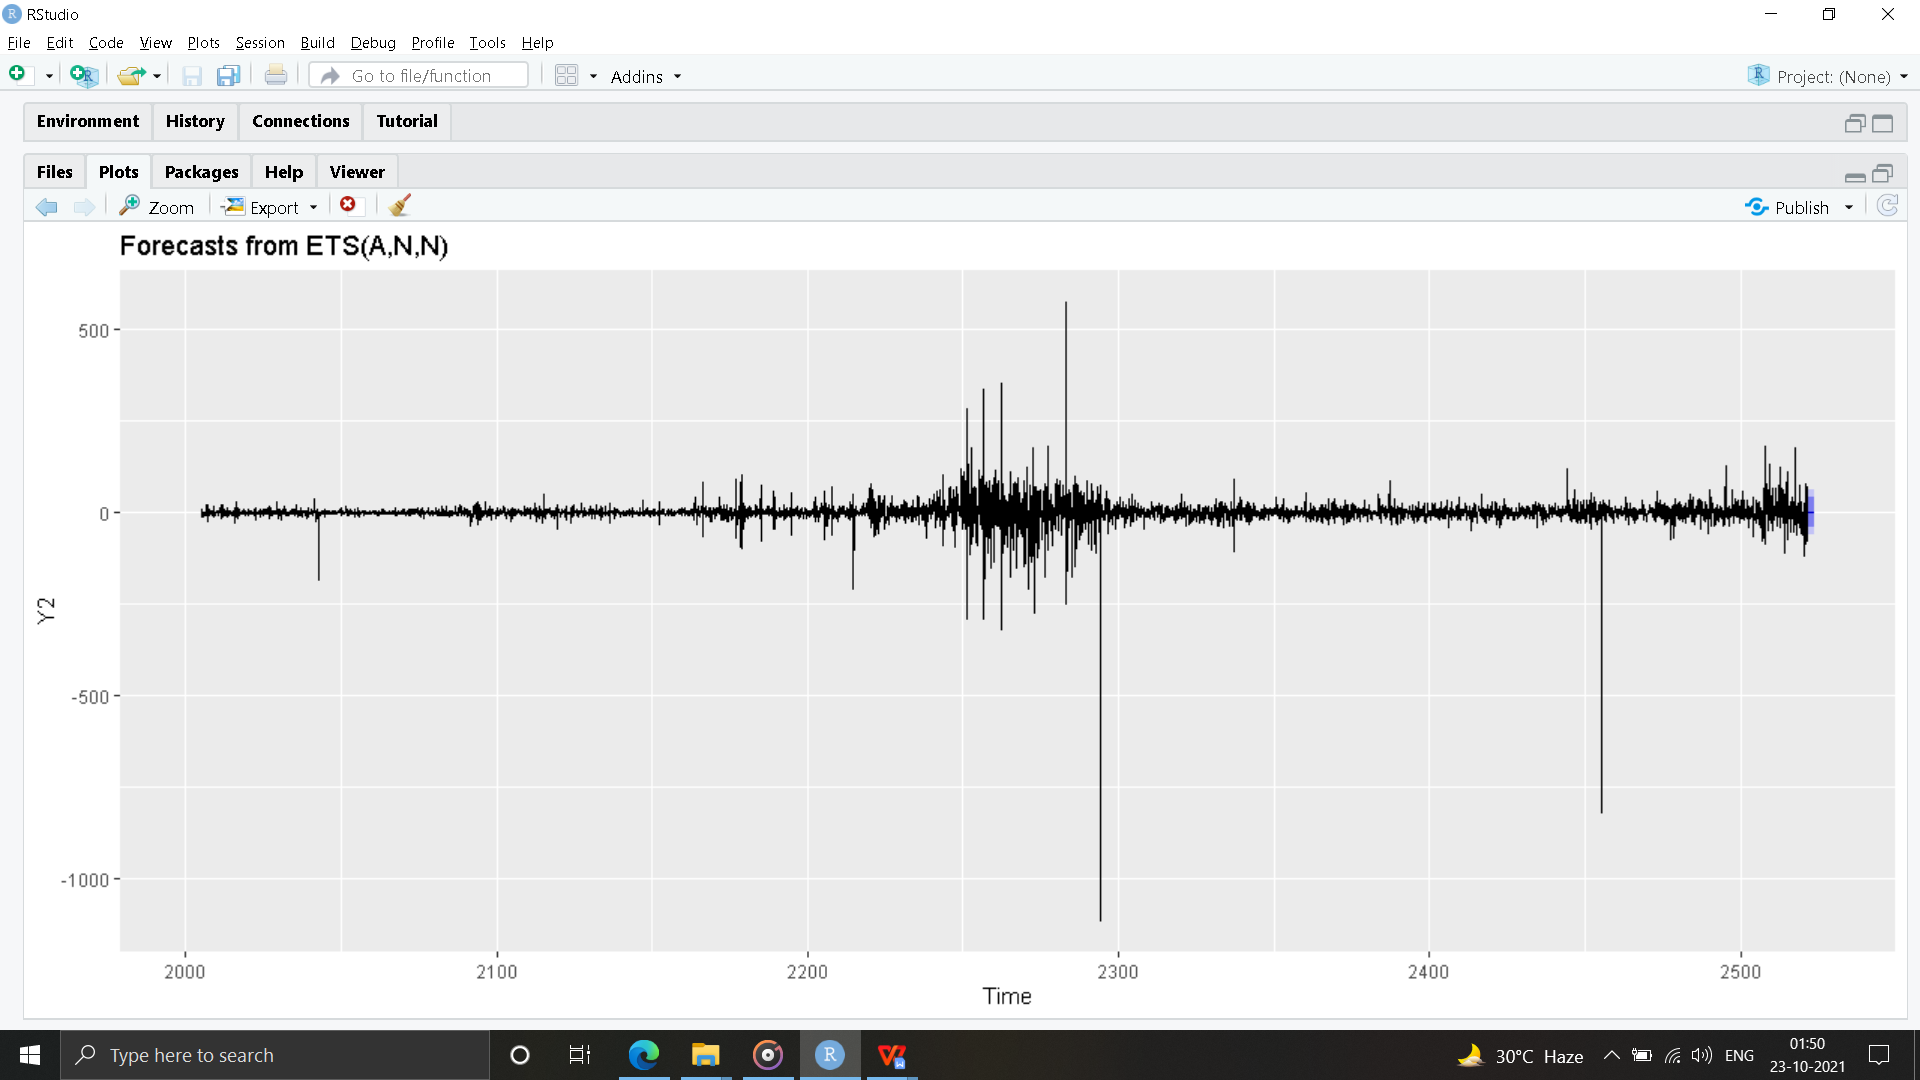 RStudio
File Edit Code View Plots Session Build Debug Profile Tools Help
Go to file/function Addins Project: (None)
Environment History Connections Tutorial
Files Plots Packages Help Viewer
Zoom Export Publish
Forecasts from ETS(A,N,N)
500
0
-500
-1000
Y2
2000 2100 2200 2300 2400 2500
Time
Type here to search 30°C Haze ENG 01:50
23-10-2021